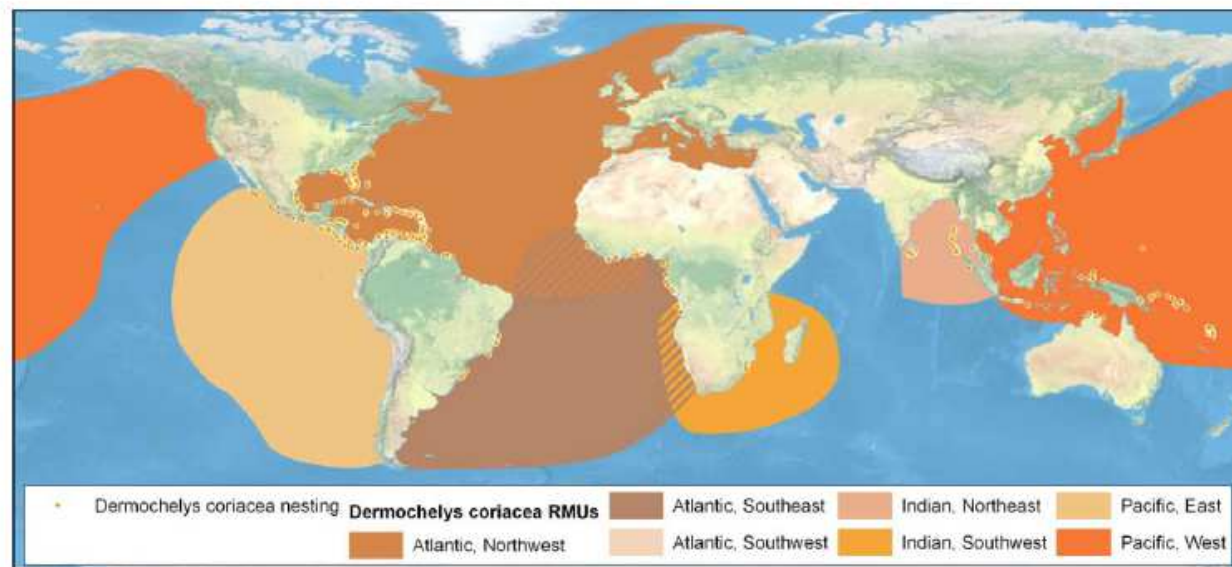 Dermochelys coriacea nesting
Dermochelys coriacea RMUs
Atlantic, Northwest
Atlantic, Southeast
Atlantic, Southwest
Indian, Northeast
Indian, Southwest
Pacific, East
Pacific, West